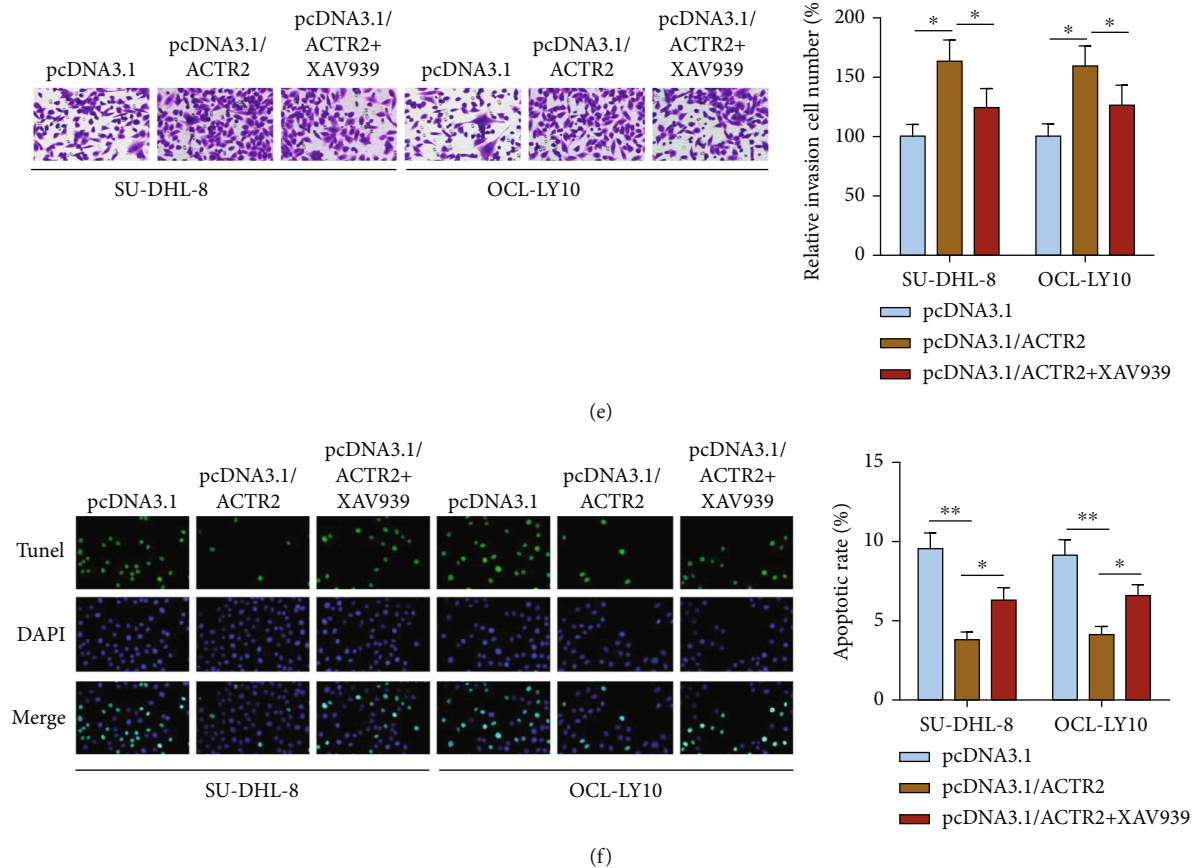 pcDNA3.1
pcDNA3.1/
ACTR2
pcDNA3.1/
ACTR2+
XAV939
pcDNA3.1
pcDNA3.1/
ACTR2
pcDNA3.1/
ACTR2+
XAV939
SU-DHL-8
OCL-LY10
Relative invasion cell number (%
200
150
100
50
0
* * * *
SU-DHL-8 OCL-LY10
pcDNA3.1
pcDNA3.1/ACTR2
pcDNA3.1/ACTR2+XAV939
(e)
pcDNA3.1
pcDNA3.1/
ACTR2
pcDNA3.1/
ACTR2+
XAV939
pcDNA3.1
pcDNA3.1/
ACTR2
pcDNA3.1/
ACTR2+
XAV939
Tunel
DAPI
Merge
SU-DHL-8
OCL-LY10
Apoptotic rate (%)
15
10
5
0
** * ** *
SU-DHL-8 OCL-LY10
pcDNA3.1
pcDNA3.1/ACTR2
pcDNA3.1/ACTR2+XAV939
(f)